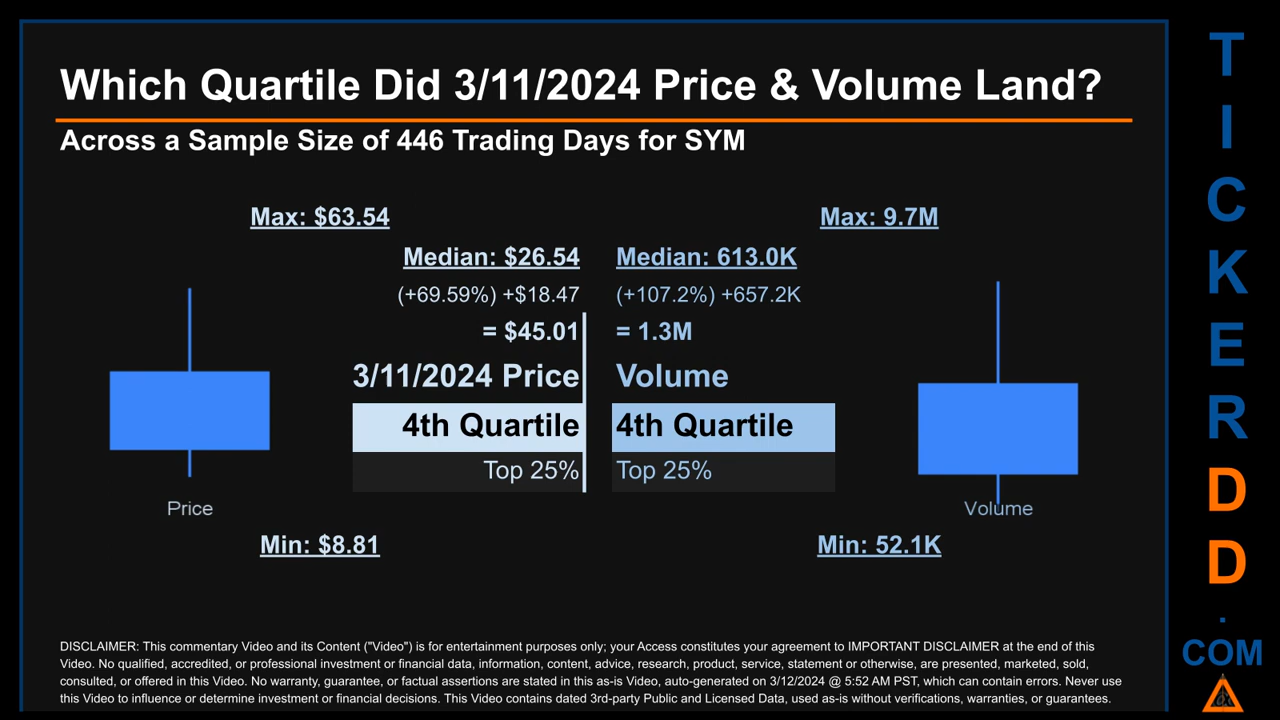 Which Quartile Did 3/11/2024 Price & Volume Land?
Across a Sample Size of 446 Trading Days for SYM
Max: $63.54
Max: 9.7M
Median: $26.54
Median: 613.0K
(+69.59%) +$18.47
(+107.2%) +657.2K
= $45.01
= 1.3M
3/11/2024 Price
Volume
4th Quartile
4th Quartile
Top 25%
Top 25%
Price
Volume
Min: $8.81
Min: 52.1K
DISCLAIMER: This commentary Video and its Content ("Video") is for entertainment purposes only; your Access constitutes your agreement to IMPORTANT DISCLAIMER at the end of this
Video. No qualified, accredited, or professional investment or financial data, information, content, advice, research, product, service, statement or otherwise, are presented, marketed, sold,
consulted, or offered in this Video. No warranty, guarantee, or factual assertions are stated in this as-is Video, auto-generated on 3/12/2024 @ 5:52 AM PST, which can contain errors. Never use
this Video to influence or determine investment or financial decisions. This Video contains dated 3rd-party Public and Licensed Data, used as-is without verifications, warranties, or guarantees.
T
I
C
K
E
R
D
D
.
COM